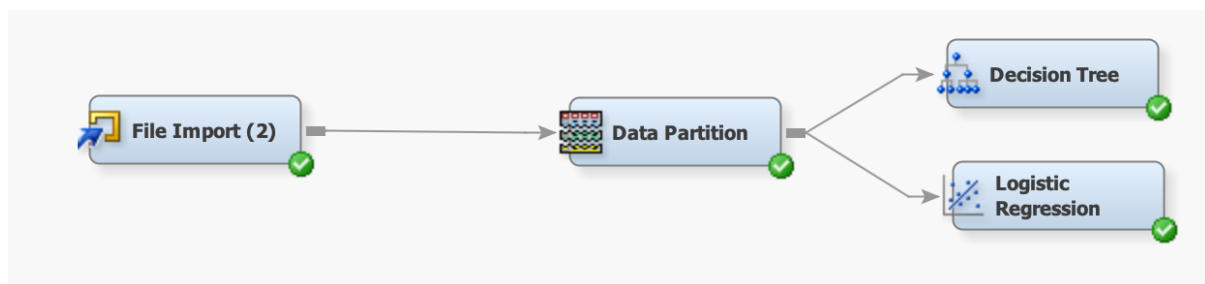 File Import (2)
Data Partition
Decision Tree
Logistic
Regression